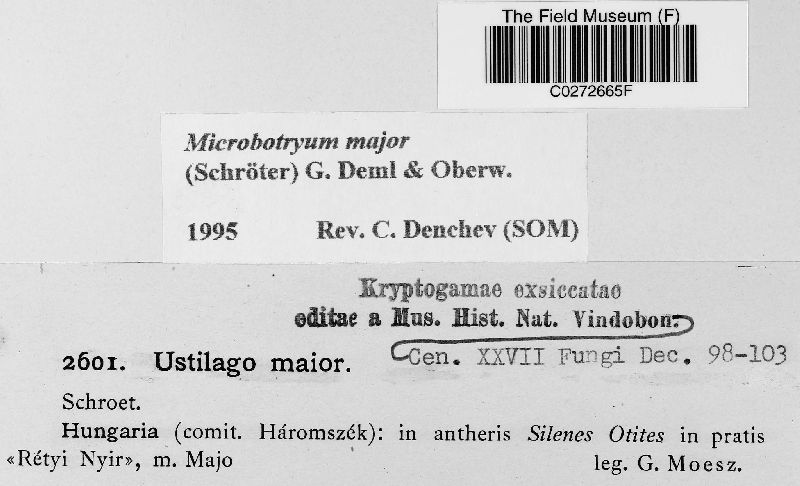 The Field Museum (F)
C0272665F
Microbotryum major
(Schröter) G. Deml & Oberw.
1995 Rev. C. Denchev (SOM)
Kryptogamae exsiccatae
editae a Mus. Hist. Nat. Vindobon.
Cen. XXVII Fungi Dec. 98-103
2601. Ustilago maior.
Schroet.
Hungaria (comit. Háromszék): in antheris Silenes Otites in pratis
«Rétyi Nyir», m. Majo leg. G. Moesz.